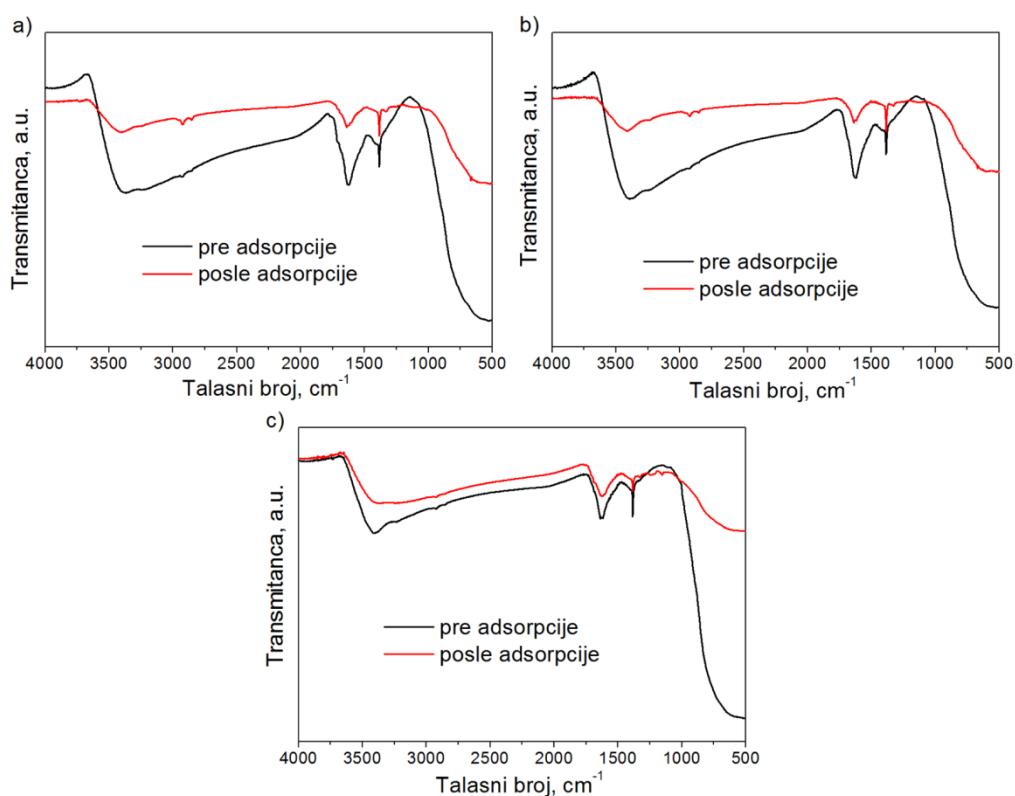 a)
Transmitanca, a.u.
pre adsorpcije
posle adsorpcije
4000 3500 3000 2500 2000 1500 1000 500
Talasni broj, cm⁻¹
b)
Transmitanca, a.u.
pre adsorpcije
posle adsorpcije
4000 3500 3000 2500 2000 1500 1000 500
Talasni broj, cm⁻¹
c)
Transmitanca, a.u.
pre adsorpcije
posle adsorpcije
4000 3500 3000 2500 2000 1500 1000 500
Talasni broj, cm⁻¹